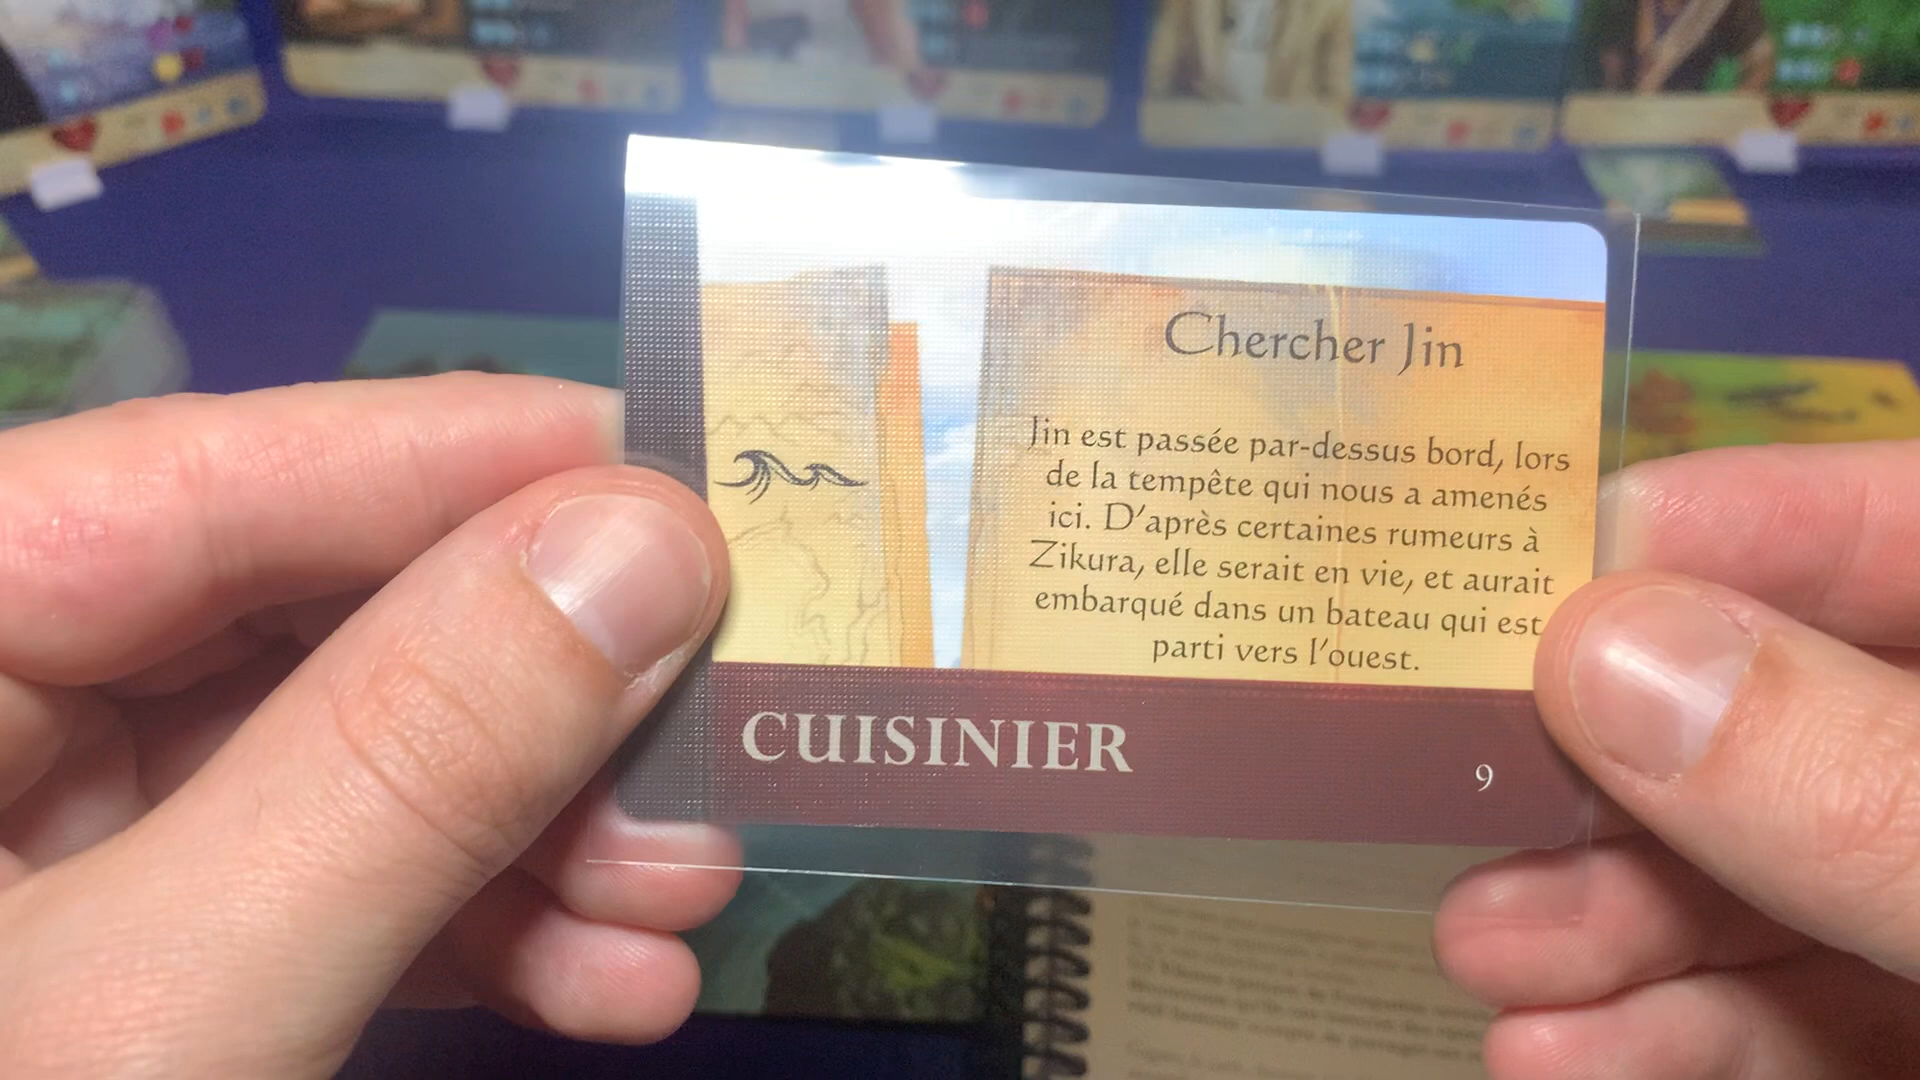 Chercher Jin
Jin est passée par-dessus bord, lors
de la tempête qui nous a amenés
ici. D'après certaines rumeurs à
Zikura, elle serait en vie, et aurait
embarqué dans un bateau qui est
parti vers l'ouest.
CUISINIER
9